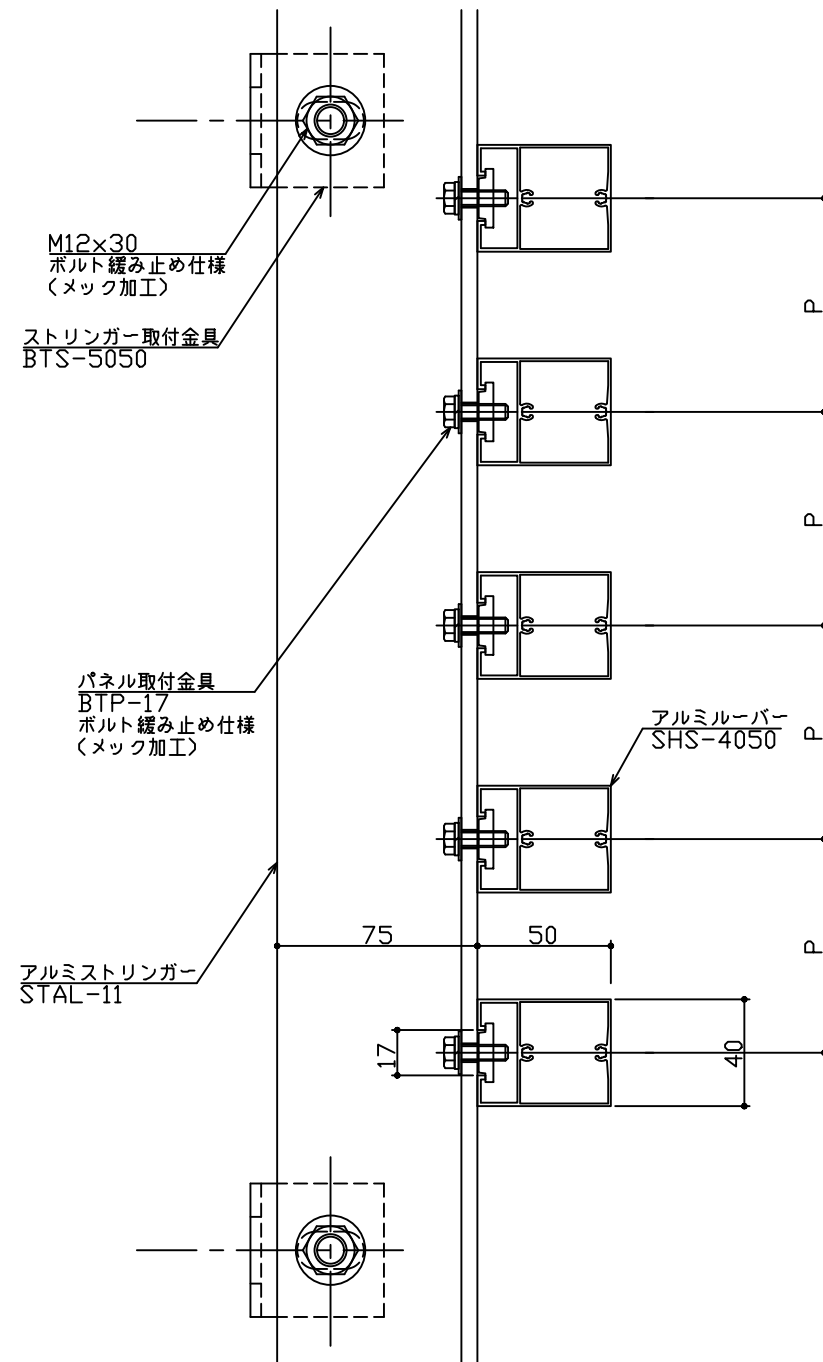 M12x30
ボルト緩み止め仕様
(メック加工)
ストリンガー取付金具
BTS-5050
P
P
パネル取付金具
BTP-17
ボルト緩み止め仕様
(メック加工)
アルミルーバー
SHS-4050
P
75
50
P
アルミストリンガー
STAL-11
17
40